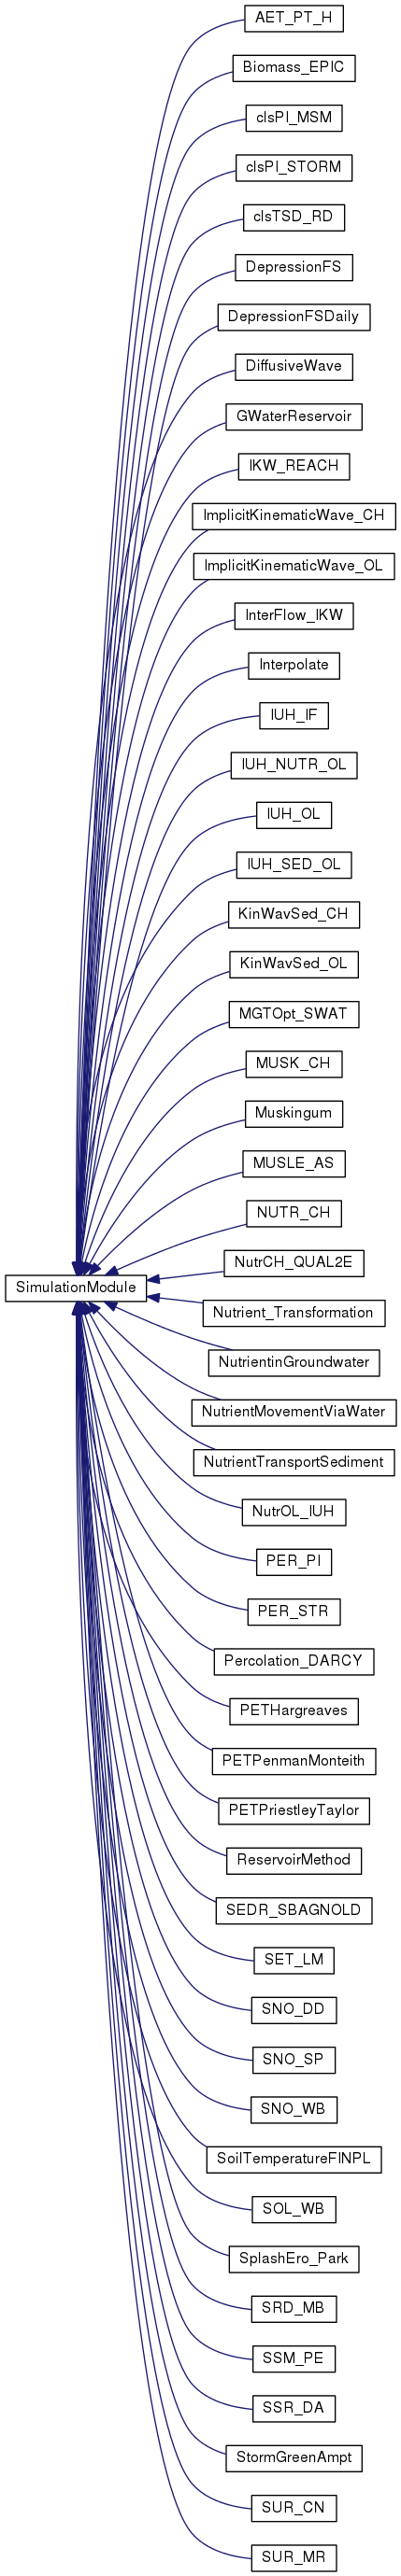 AET_PT_H
Biomass_EPIC
clsPI_MSM
clsPI_STORM
clsTSD_RD
DepressionFS
DepressionFSDaily
DiffusiveWave
GWaterReservoir
IKW_REACH
ImplicitKinematicWave_CH
ImplicitKinematicWave_OL
InterFlow_IKW
Interpolate
IUH_IF
IUH_NUTR_OL
IUH_OL
IUH_SED_OL
KinWavSed_CH
KinWavSed_OL
MGTOpt_SWAT
MUSK_CH
Muskingum
MUSLE_AS
NUTR_CH
NutrCH_QUAL2E
SimulationModule
Nutrient_Transformation
NutrientinGroundwater
NutrientMovementViaWater
NutrientTransportSediment
NutrOL_IUH
PER_PI
PER_STR
Percolation_DARCY
PETHargreaves
PETPenmanMonteith
PETPriestleyTaylor
ReservoirMethod
SEDR_SBAGNOLD
SET_LM
SNO_DD
SNO_SP
SNO_WB
SoilTemperatureFINPL
SOL_WB
SplashEro_Park
SRD_MB
SSM_PE
SSR_DA
StormGreenAmpt
SUR_CN
SUR_MR